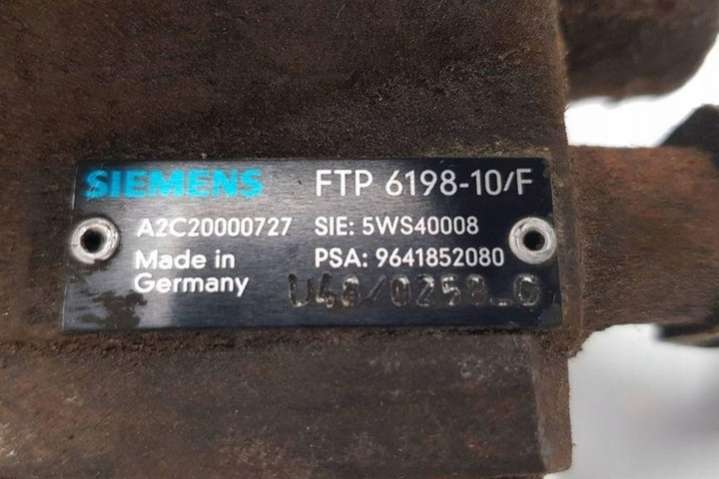 SIEMENS FTP 6198-10/F
A2C20000727 SIE: 5WS40008
Made in PSA: 9641852080
Germany